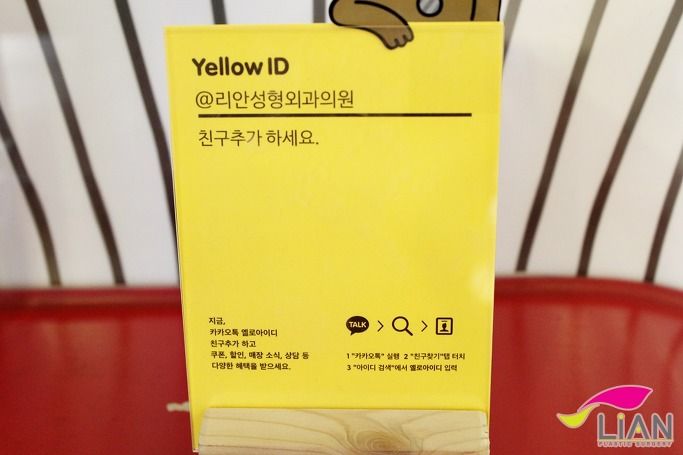 Yellow ID
@리안성형외과의원
친구추가 하세요.
지금,
카카오톡 옐로아이디
친구추가 하고
쿠폰, 할인, 매장 소식, 상담 등
다양한 혜택을 받으세요.
TALK
1 "카카오톡" 실행 2 "친구찾기"탭 터치
3 "아이디 검색"에서 옐로아이디 입력
LIAN
PLASTIC SURGERY